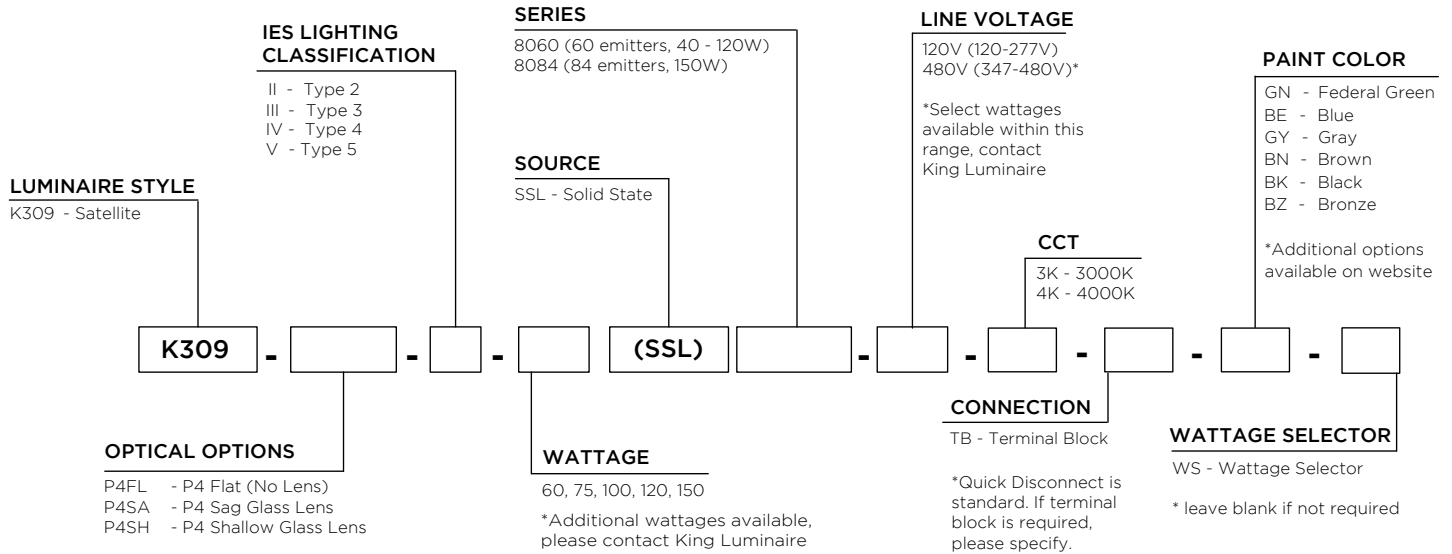 SERIES
8060 (60 emitters, 40 - 120W)
8084 (84 emitters, 150W)
LINE VOLTAGE
120V (120-277V)
480V (347-480V)*
*Select wattages
available within this
range, contact
King Luminaire
IES LIGHTING
CLASSIFICATION
II - Type 2
III - Type 3
IV - Type 4
V - Type 5
PAINT COLOR
GN - Federal Green
BE - Blue
GY - Gray
BN - Brown
BK - Black
BZ - Bronze
*Additional options
available on website
SOURCE
SSL - Solid State
LUMINAIRE STYLE
K309 - Satellite
CCT
3K - 3000K
4K - 4000K
K309 - - - (SSL) - - - - -
OPTICAL OPTIONS
P4FL - P4 Flat (No Lens)
P4SA - P4 Sag Glass Lens
P4SH - P4 Shallow Glass Lens
WATTAGE
60, 75, 100, 120, 150
*Additional wattages available,
please contact King Luminaire
CONNECTION
TB - Terminal Block
*Quick Disconnect is
standard. If terminal
block is required,
please specify.
WATTAGE SELECTOR
WS - Wattage Selector
* leave blank if not required